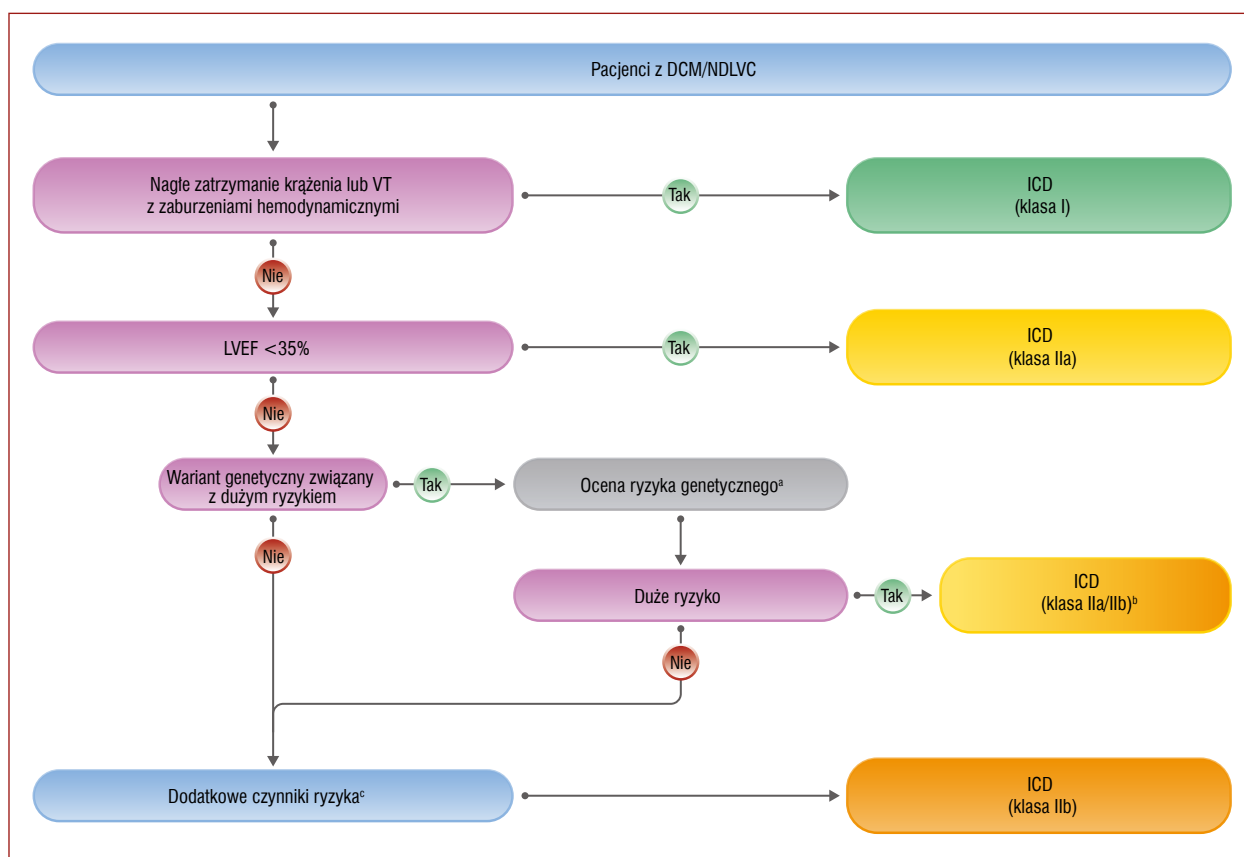 Pacjenci z DCM/NDLVC
Nagłe zatrzymanie krążenia lub VT
z zaburzeniami hemodynamicznymi
Tak
ICD
(klasa I)
Nie
LVEF <35%
Tak
ICD
(klasa IIa)
Nie
Wariant genetyczny związany
z dużym ryzykiem
Tak
Ocena ryzyka genetycznegoᵃ
Nie
Duże ryzyko
Tak
ICD
(klasa IIa/IIb)ᵇ
Nie
Dodatkowe czynniki ryzykaᶜ
ICD
(klasa IIb)